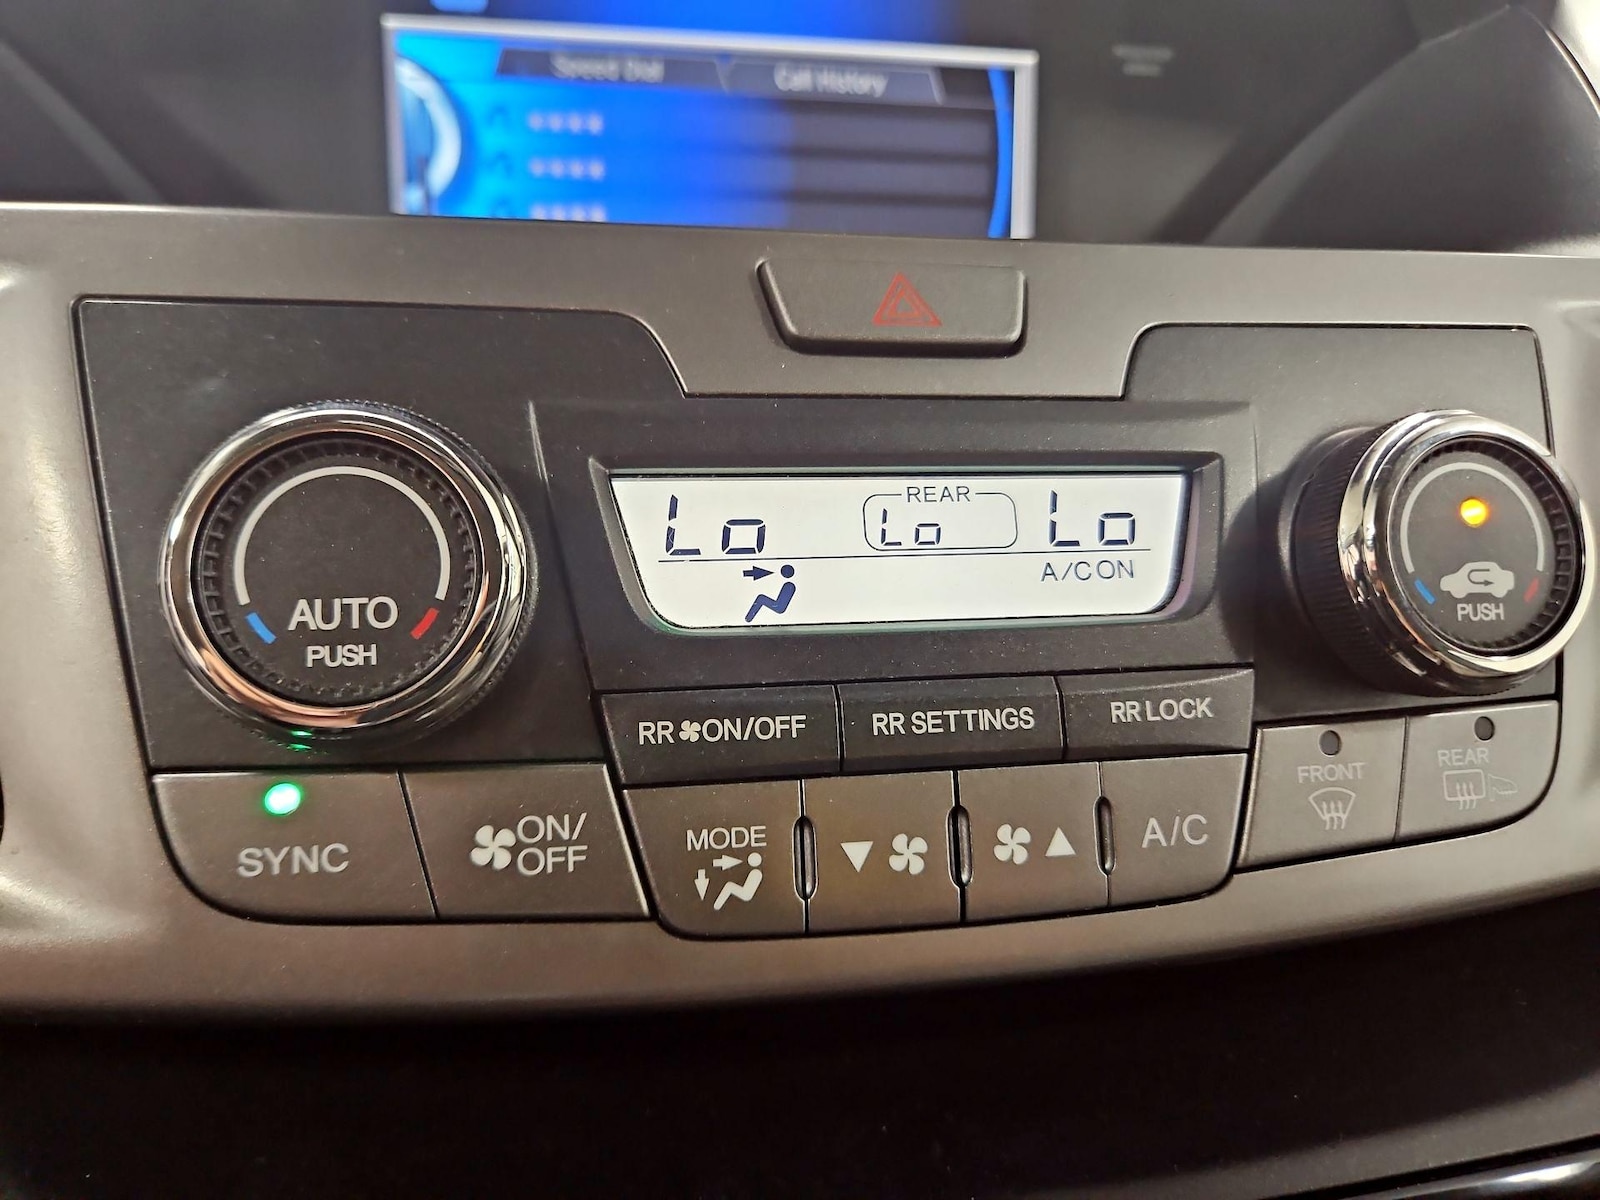 Speed Dial
Call History
Lo
REAR
Lo
Lo
A/C ON
AUTO
PUSH
PUSH
RR ON/OFF
RR SETTINGS
RR LOCK
SYNC
ON/
OFF
MODE
A/C
FRONT
REAR